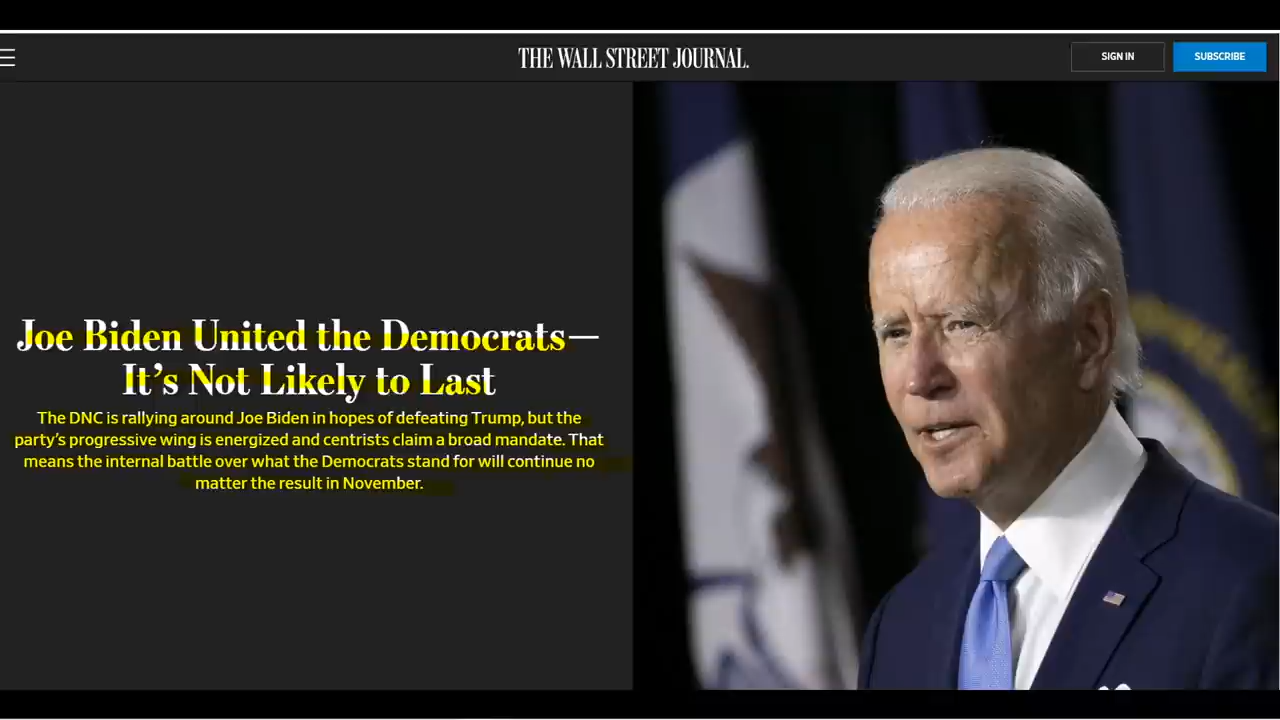 THE WALL STREET JOURNAL.
SIGN IN
SUBSCRIBE
Joe Biden United the Democrats—
It’s Not Likely to Last
The DNC is rallying around Joe Biden in hopes of defeating Trump, but the
party’s progressive wing is energized and centrists claim a broad mandate. That
means the internal battle over what the Democrats stand for will continue no
matter the result in November.